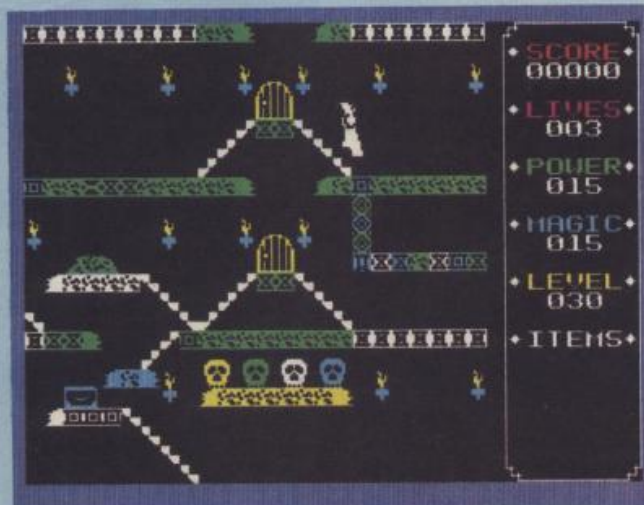 SCORE
00000
LIVES
003
POWER
015
MAGIC
015
LEVEL
030
ITEMS